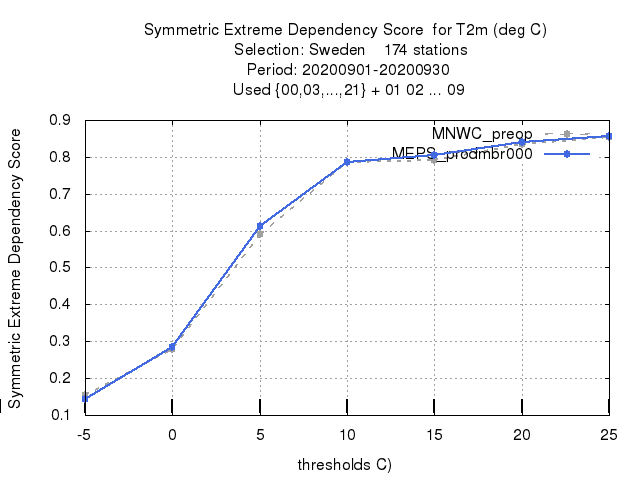 Symmetric Extreme Dependency Score for T2m (deg C)
Selection: Sweden 174 stations
Period: 20200901-20200930
Used {00,03,...,21} + 01 02 ... 09
Symmetric Extreme Dependency Score
0.9
0.8
0.7
0.6
0.5
0.4
0.3
0.2
0.1
MNWC_preop
MEPS_prodmbr000
-5 0 5 10 15 20 25
thresholds C)